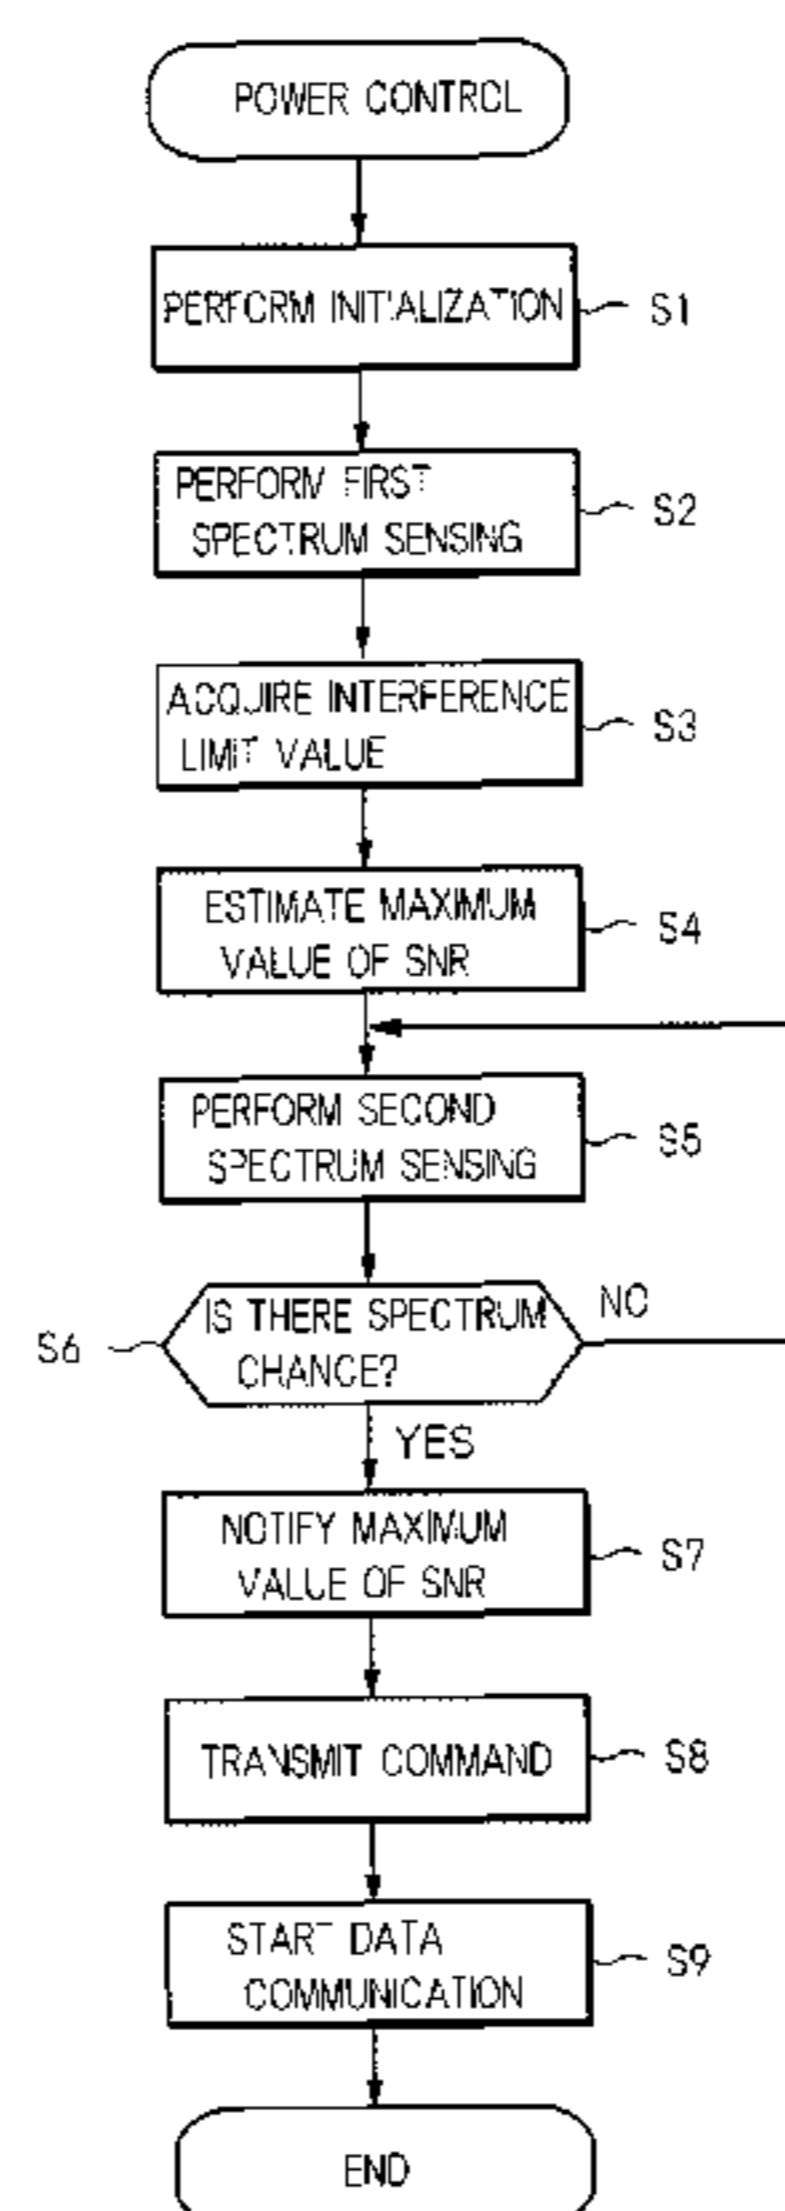 POWER CONTROL
PERFORM INITIALIZATION
S1
PERFORM FIRST
SPECTRUM SENSING
S2
ACQUIRE INTERFERENCE
LIMIT VALUE
S3
ESTIMATE MAXIMUM
VALUE OF SNR
S4
PERFORM SECOND
SPECTRUM SENSING
S5
IS THERE SPECTRUM
CHANGE?
NO
S6
YES
NOTIFY MAXIMUM
VALUE OF SNR
S7
TRANSMIT COMMAND
S8
START DATA
COMMUNICATION
S9
END